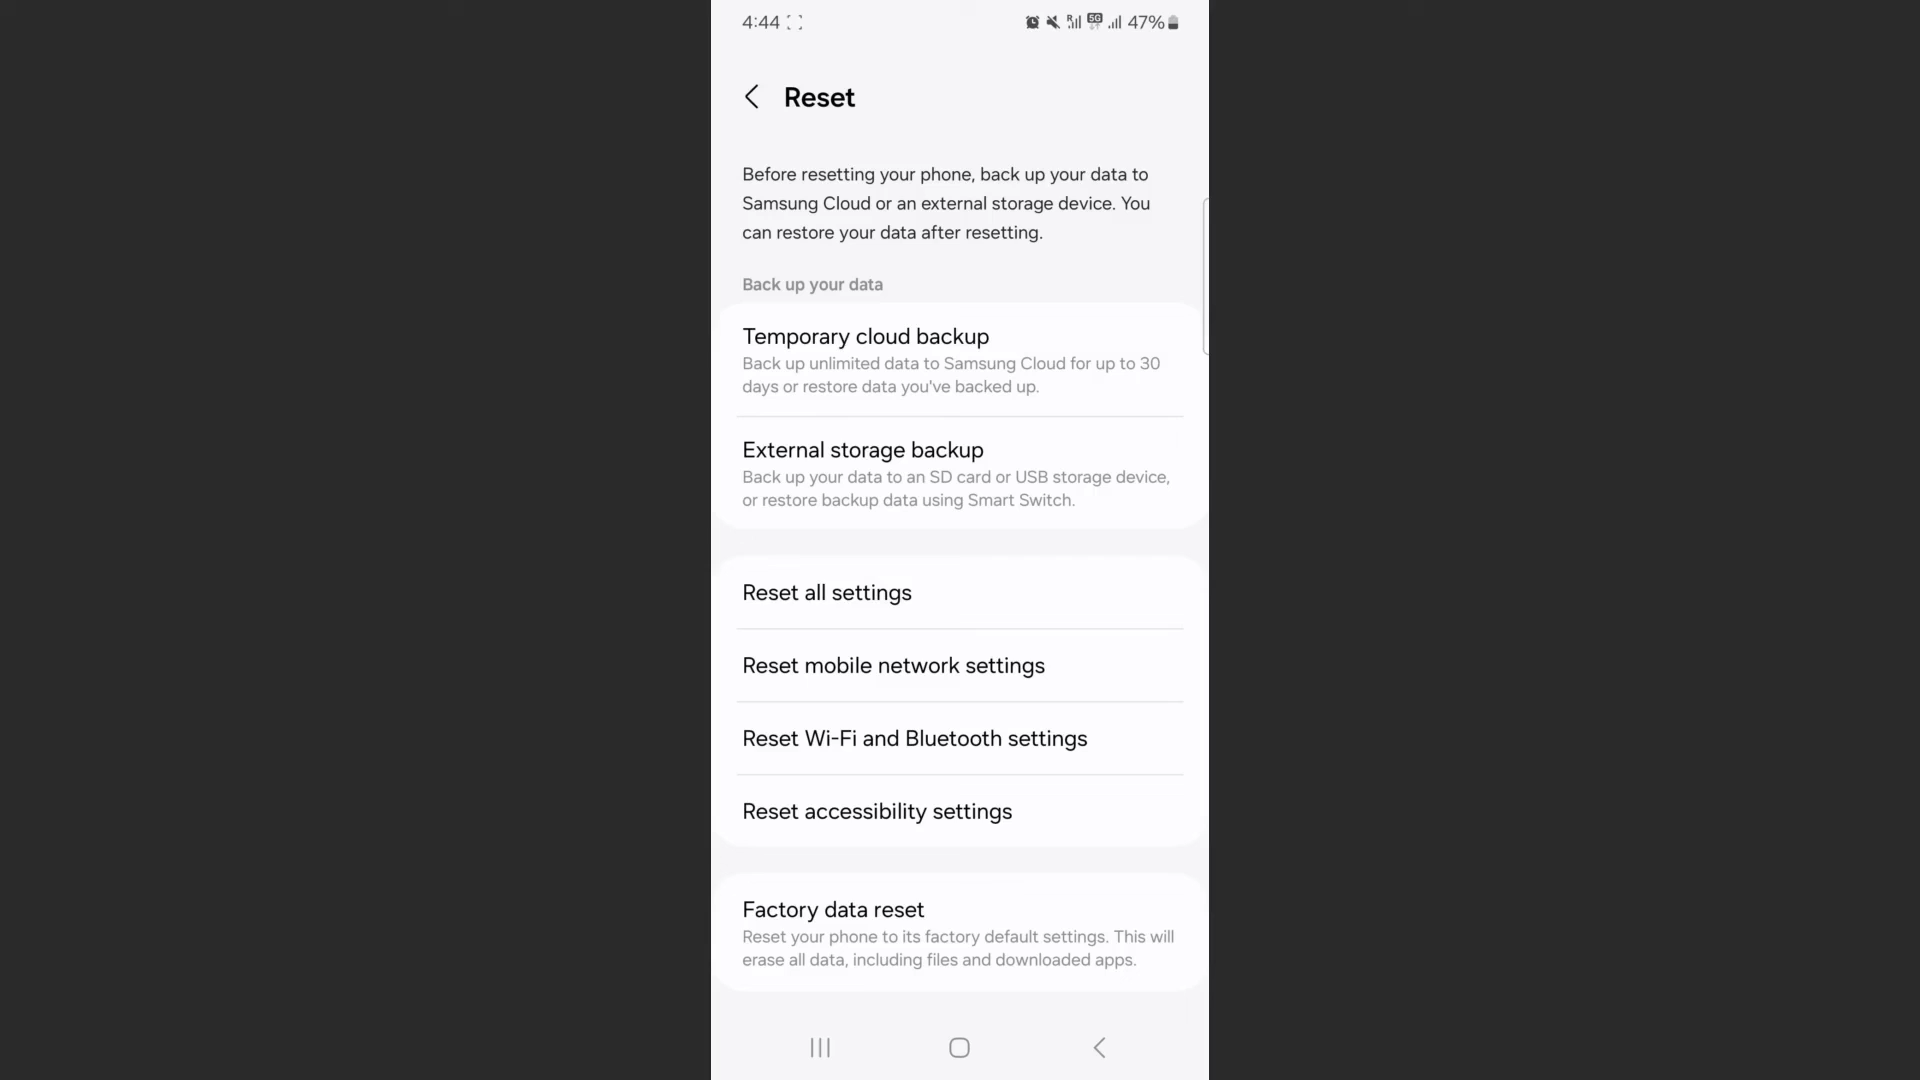 4:44
R 5G 47%
Reset
Before resetting your phone, back up your data to
Samsung Cloud or an external storage device. You
can restore your data after resetting.
Back up your data
Temporary cloud backup
Back up unlimited data to Samsung Cloud for up to 30
days or restore data you've backed up.
External storage backup
Back up your data to an SD card or USB storage device,
or restore backup data using Smart Switch.
Reset all settings
Reset mobile network settings
Reset Wi-Fi and Bluetooth settings
Reset accessibility settings
Factory data reset
Reset your phone to its factory default settings. This will
erase all data, including files and downloaded apps.